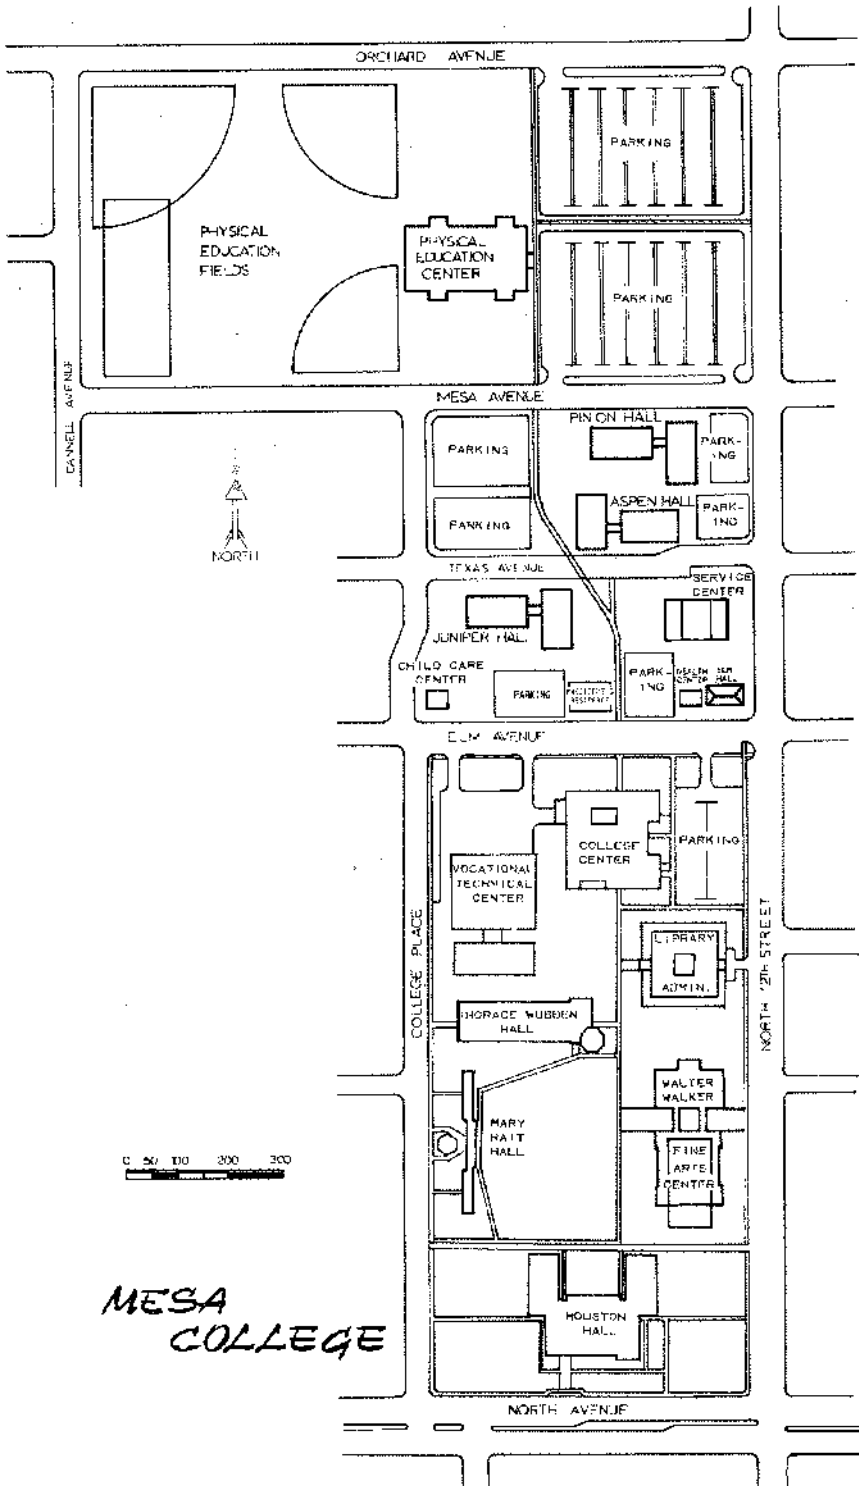 ORCHARD AVENUE
PARKING
PHYSICAL
EDUCATION
FIELDS
PHYSICAL
EDUCATION
CENTER
PARKING
CANNELL AVENUE
MESA AVENUE
PINON HALL
PARKING
PARK-
ING
ASPEN HALL
PARKING
PARK-
ING
NORTH
TEXAS AVENUE
SERVICE
CENTER
JUNIPER HALL
CHILD CARE
CENTER
PARKING
PARK-
ING
HEALTH
CENTER
HALL
ELM AVENUE
COLLEGE
CENTER
PARKING
VOCATIONAL
TECHNICAL
CENTER
COLLEGE PLACE
LIBRARY
ADMIN.
NORTH 12TH STREET
HORACE WUBBEN
HALL
WALTER
WALKER
MARY
RAIT
HALL
FINE
ARTS
CENTER
0 50 100 200 300
MESA
COLLEGE
HOUSTON
HALL
NORTH AVENUE